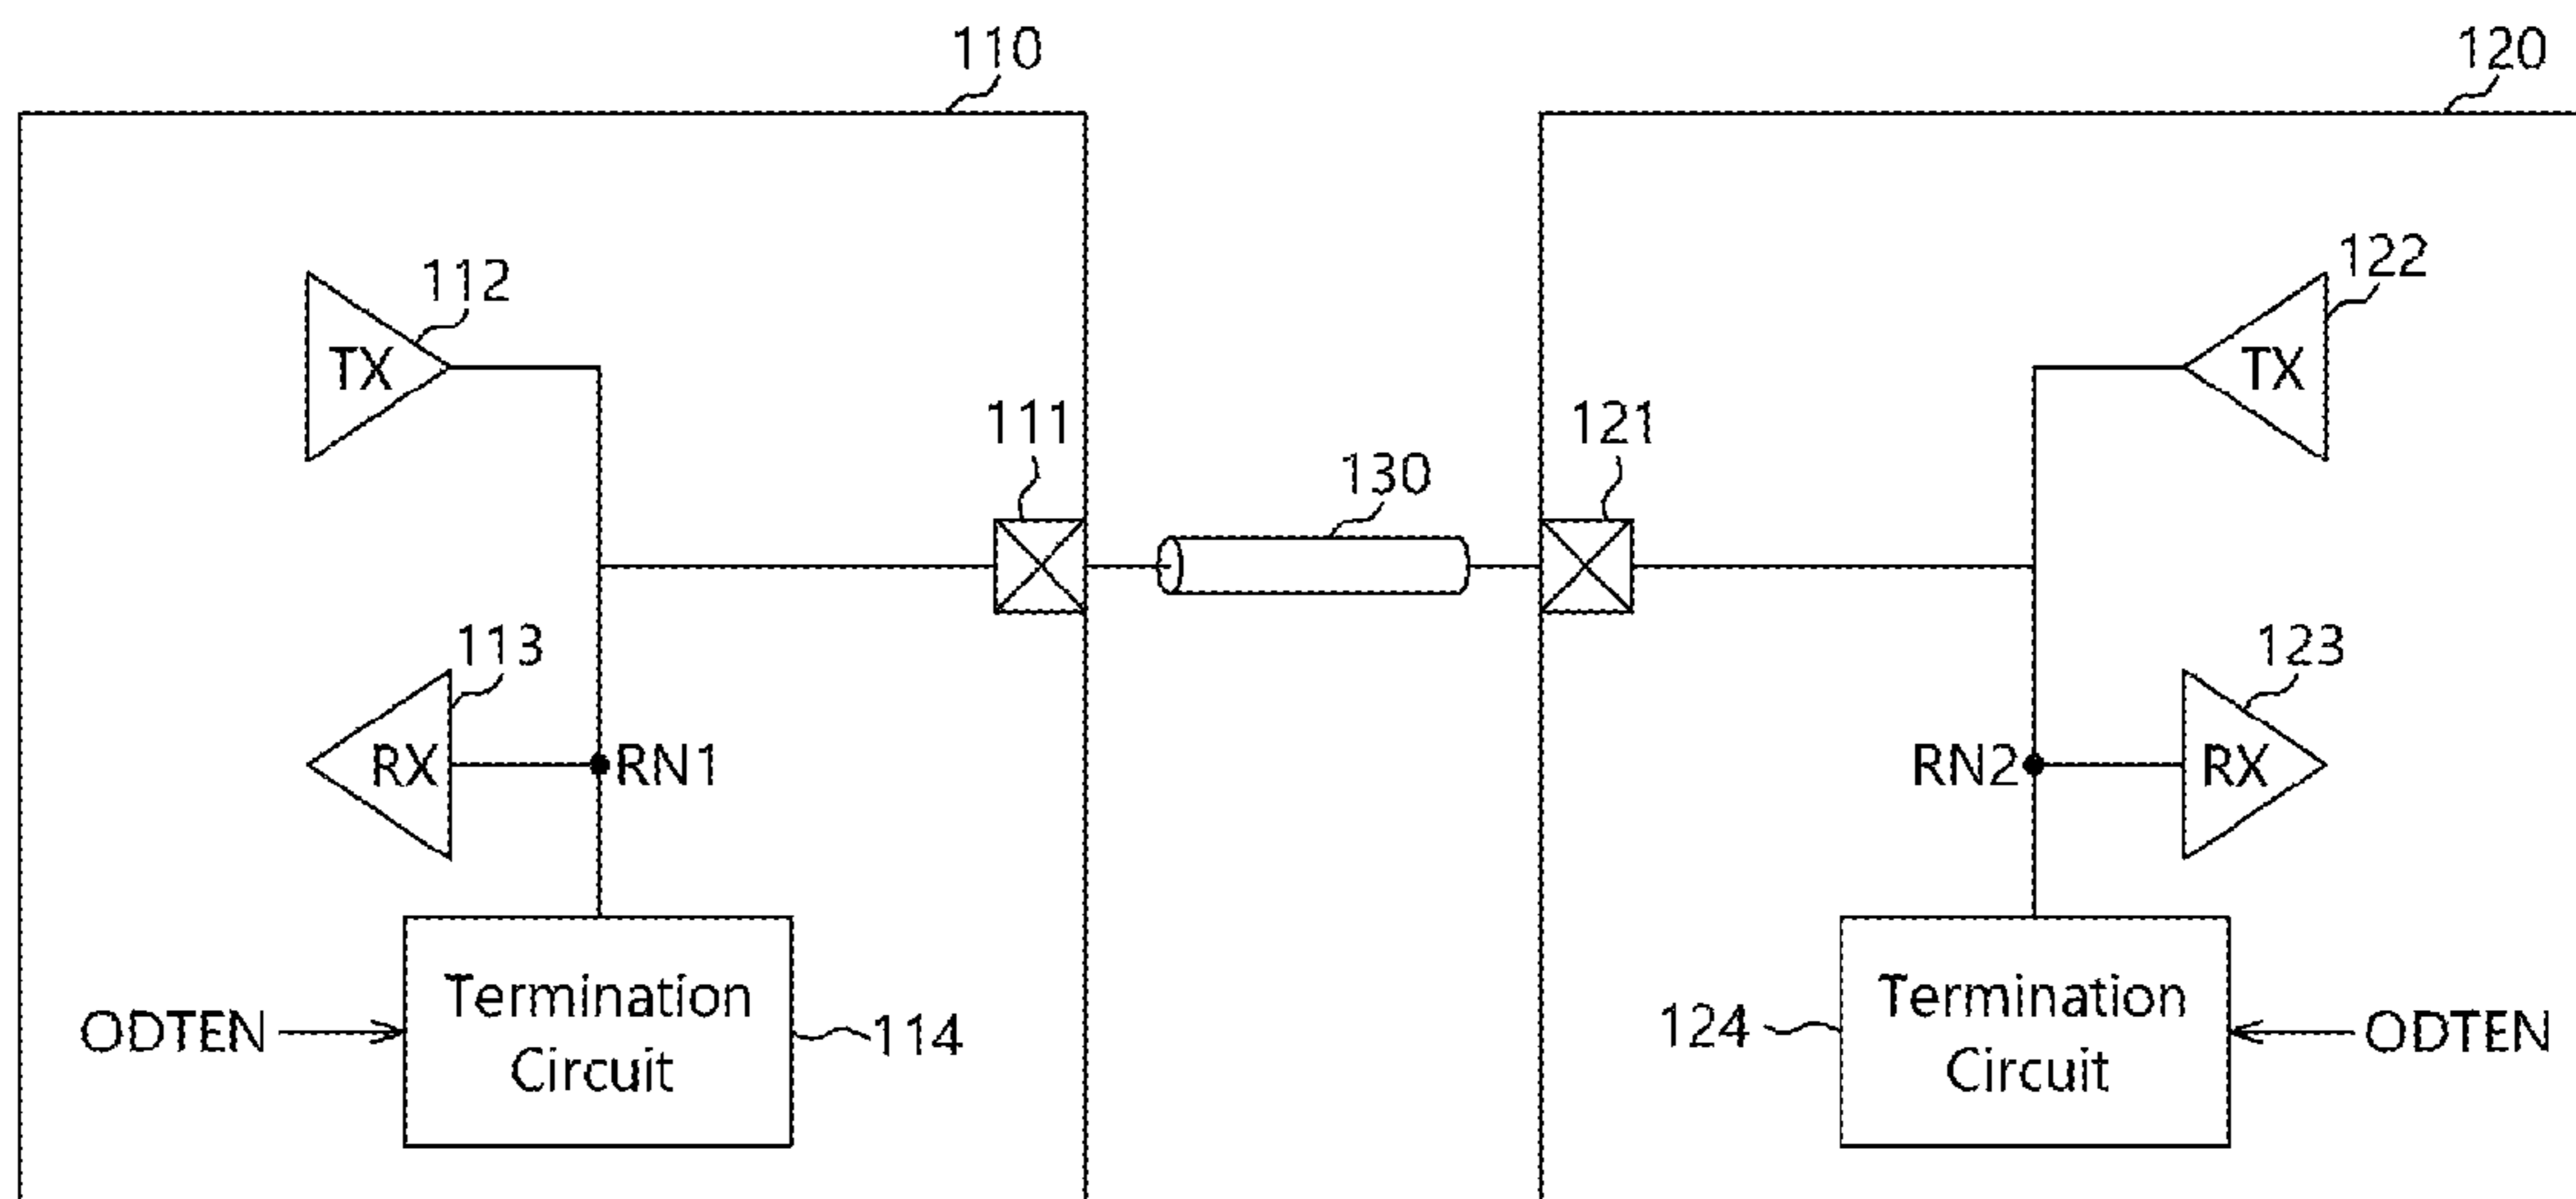 110
120
112
TX
122
TX
111
121
130
113
RX
RN1
123
RN2
RX
ODTEN
Termination
Circuit
114
124
Termination
Circuit
ODTEN